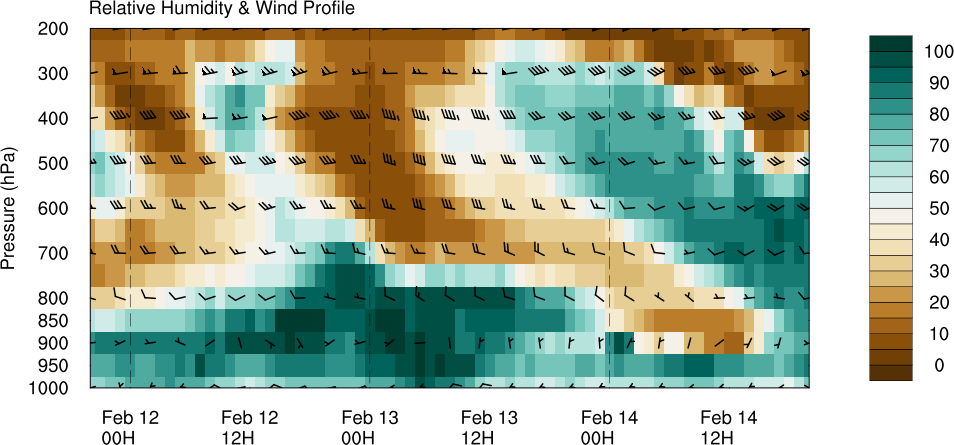 Relative Humidity & Wind Profile
200
300
400
500
600
700
800
850
900
950
1000
Pressure (hPa)
Feb 12
00H
Feb 12
12H
Feb 13
00H
Feb 13
12H
Feb 14
00H
Feb 14
12H
100
90
80
70
60
50
40
30
20
10
0